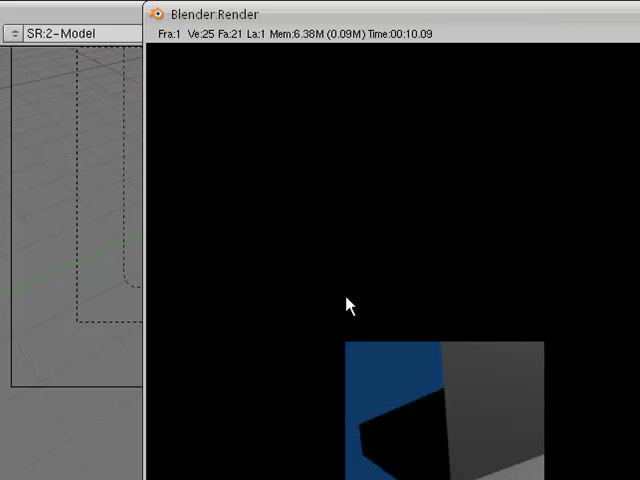 Blender:Render
SR:2-Model
Fra:1 Ve:25 Fa:21 La:1 Mem:6.38M (0.09M) Time:00:10.09